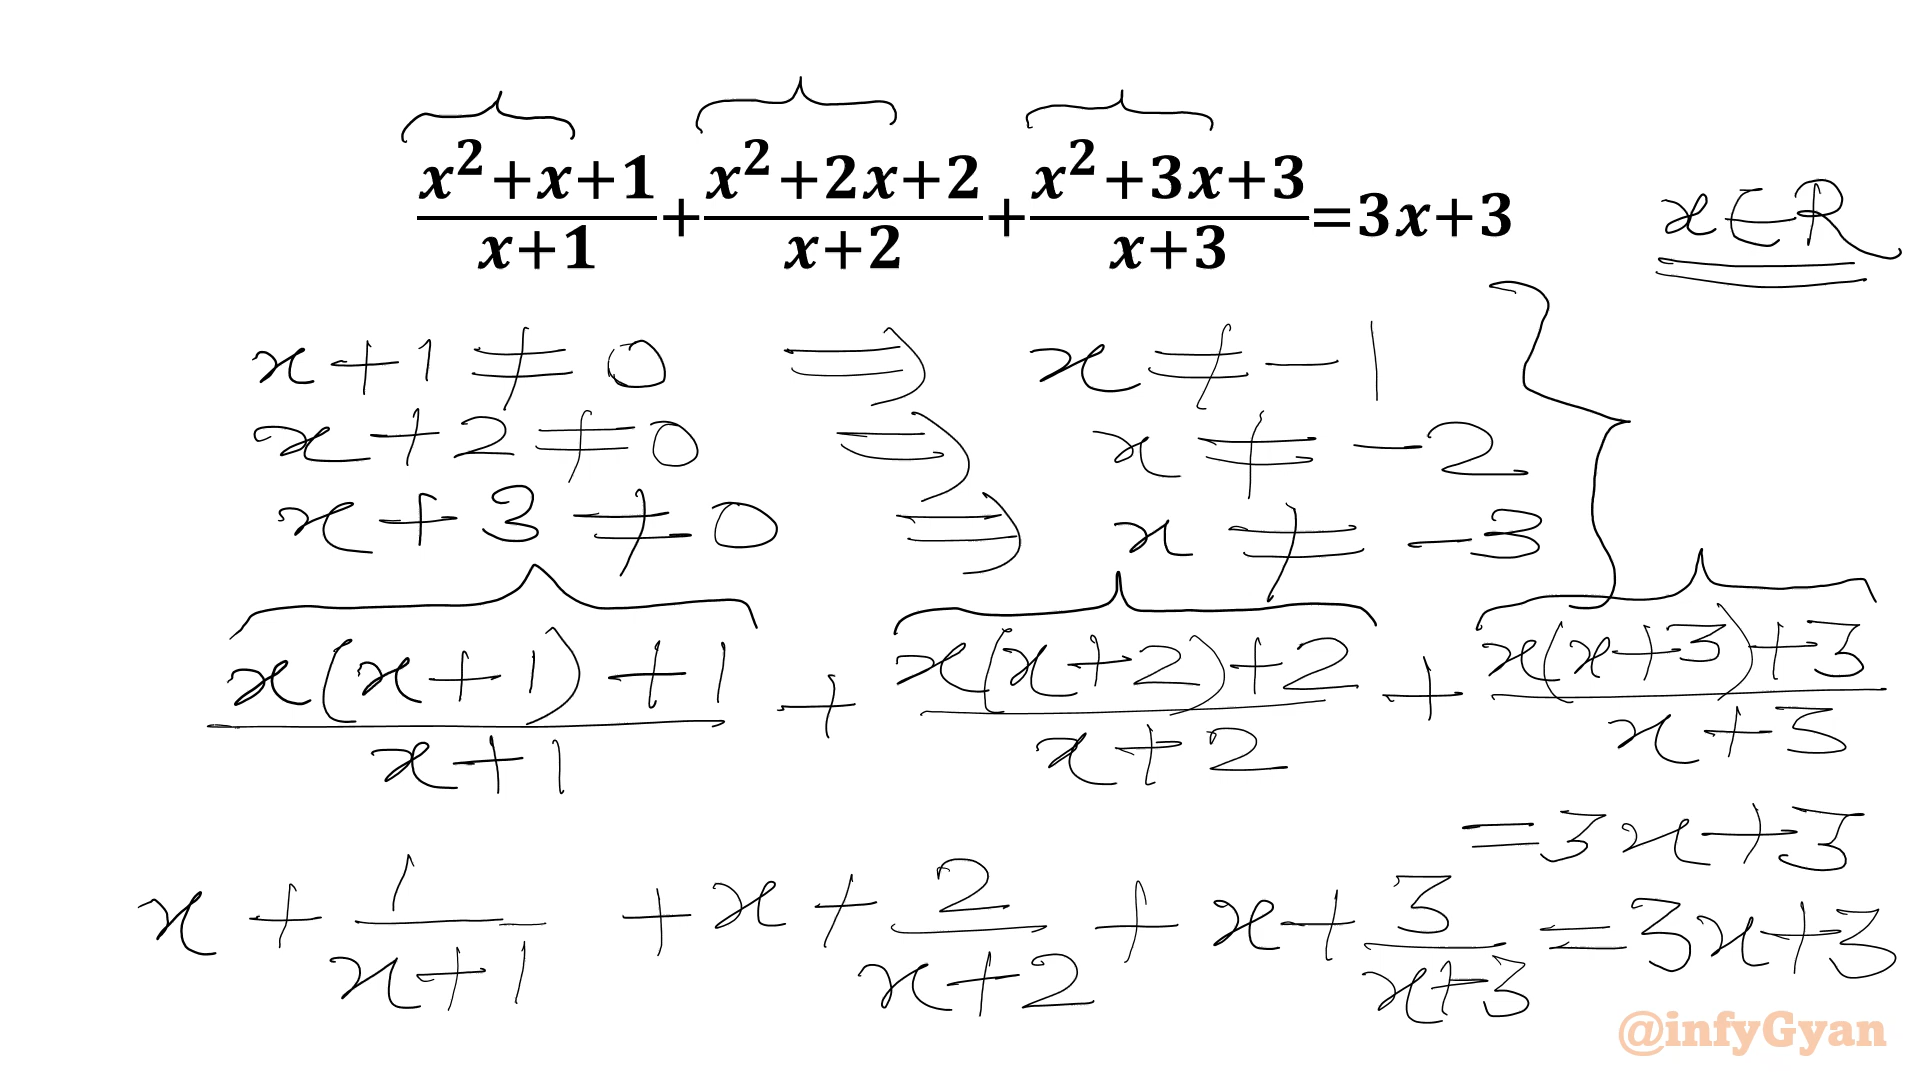 x²+x+1/x+1 + x²+2x+2/x+2 + x²+3x+3/x+3 = 3x+3
x ∈ R
x+1 ≠ 0 ⇒ x ≠ -1
x+2 ≠ 0 ⇒ x ≠ -2
x+3 ≠ 0 ⇒ x ≠ -3
x(x+1)+1/x+1 + x(x+2)+2/x+2 + x(x+3)+3/x+3
= 3x+3
x + 1/x+1 + x + 2/x+2 + x + 3/x+3 = 3x+3
@infyGyan